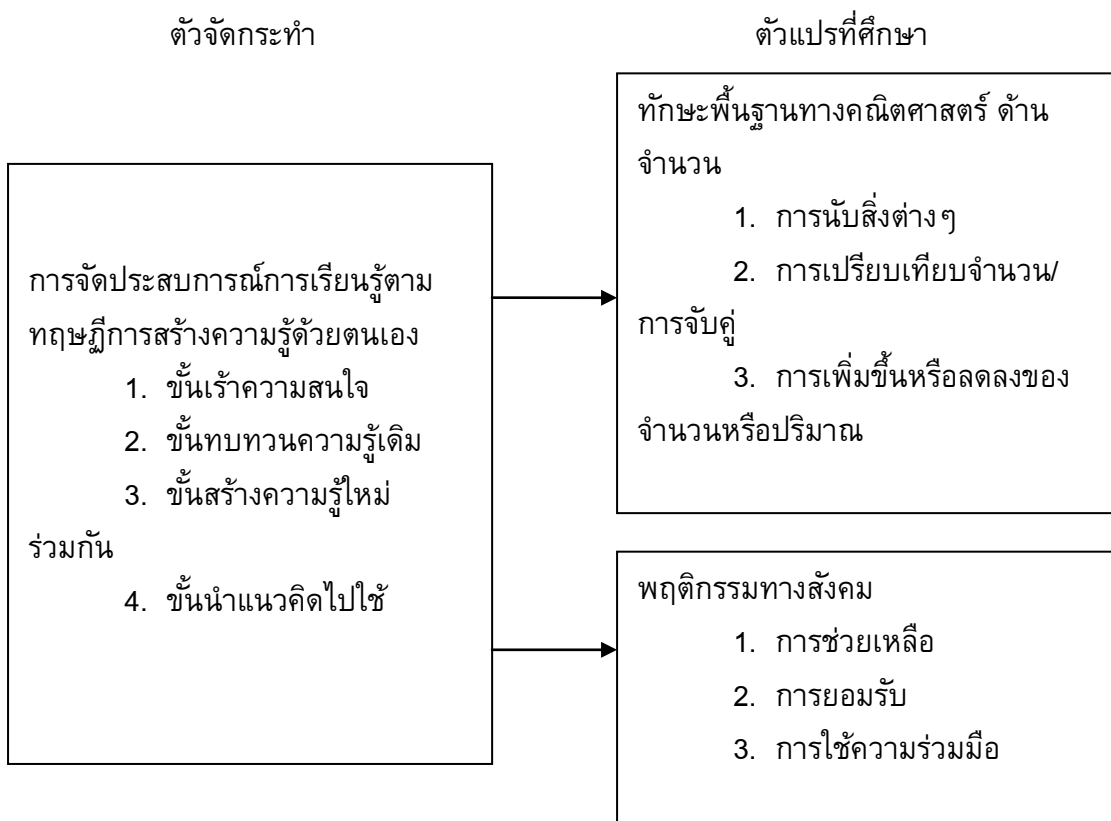 ตัวจัดกระทำ
ตัวแปรที่ศึกษา
การจัดประสบการณ์การเรียนรู้ตาม
ทฤษฏีการสร้างความรู้ด้วยตนเอง
1. ขั้นเร้าความสนใจ
2. ขั้นทบทวนความรู้เดิม
3. ขั้นสร้างความรู้ใหม่
ร่วมกัน
4. ขั้นนำแนวคิดไปใช้
ทักษะพื้นฐานทางคณิตศาสตร์ ด้าน
จำนวน
1. การนับสิ่งต่างๆ
2. การเปรียบเทียบจำนวน/
การจับคู่
3. การเพิ่มขึ้นหรือลดลงของ
จำนวนหรือปริมาณ
พฤติกรรมทางสังคม
1. การช่วยเหลือ
2. การยอมรับ
3. การใช้ความร่วมมือ